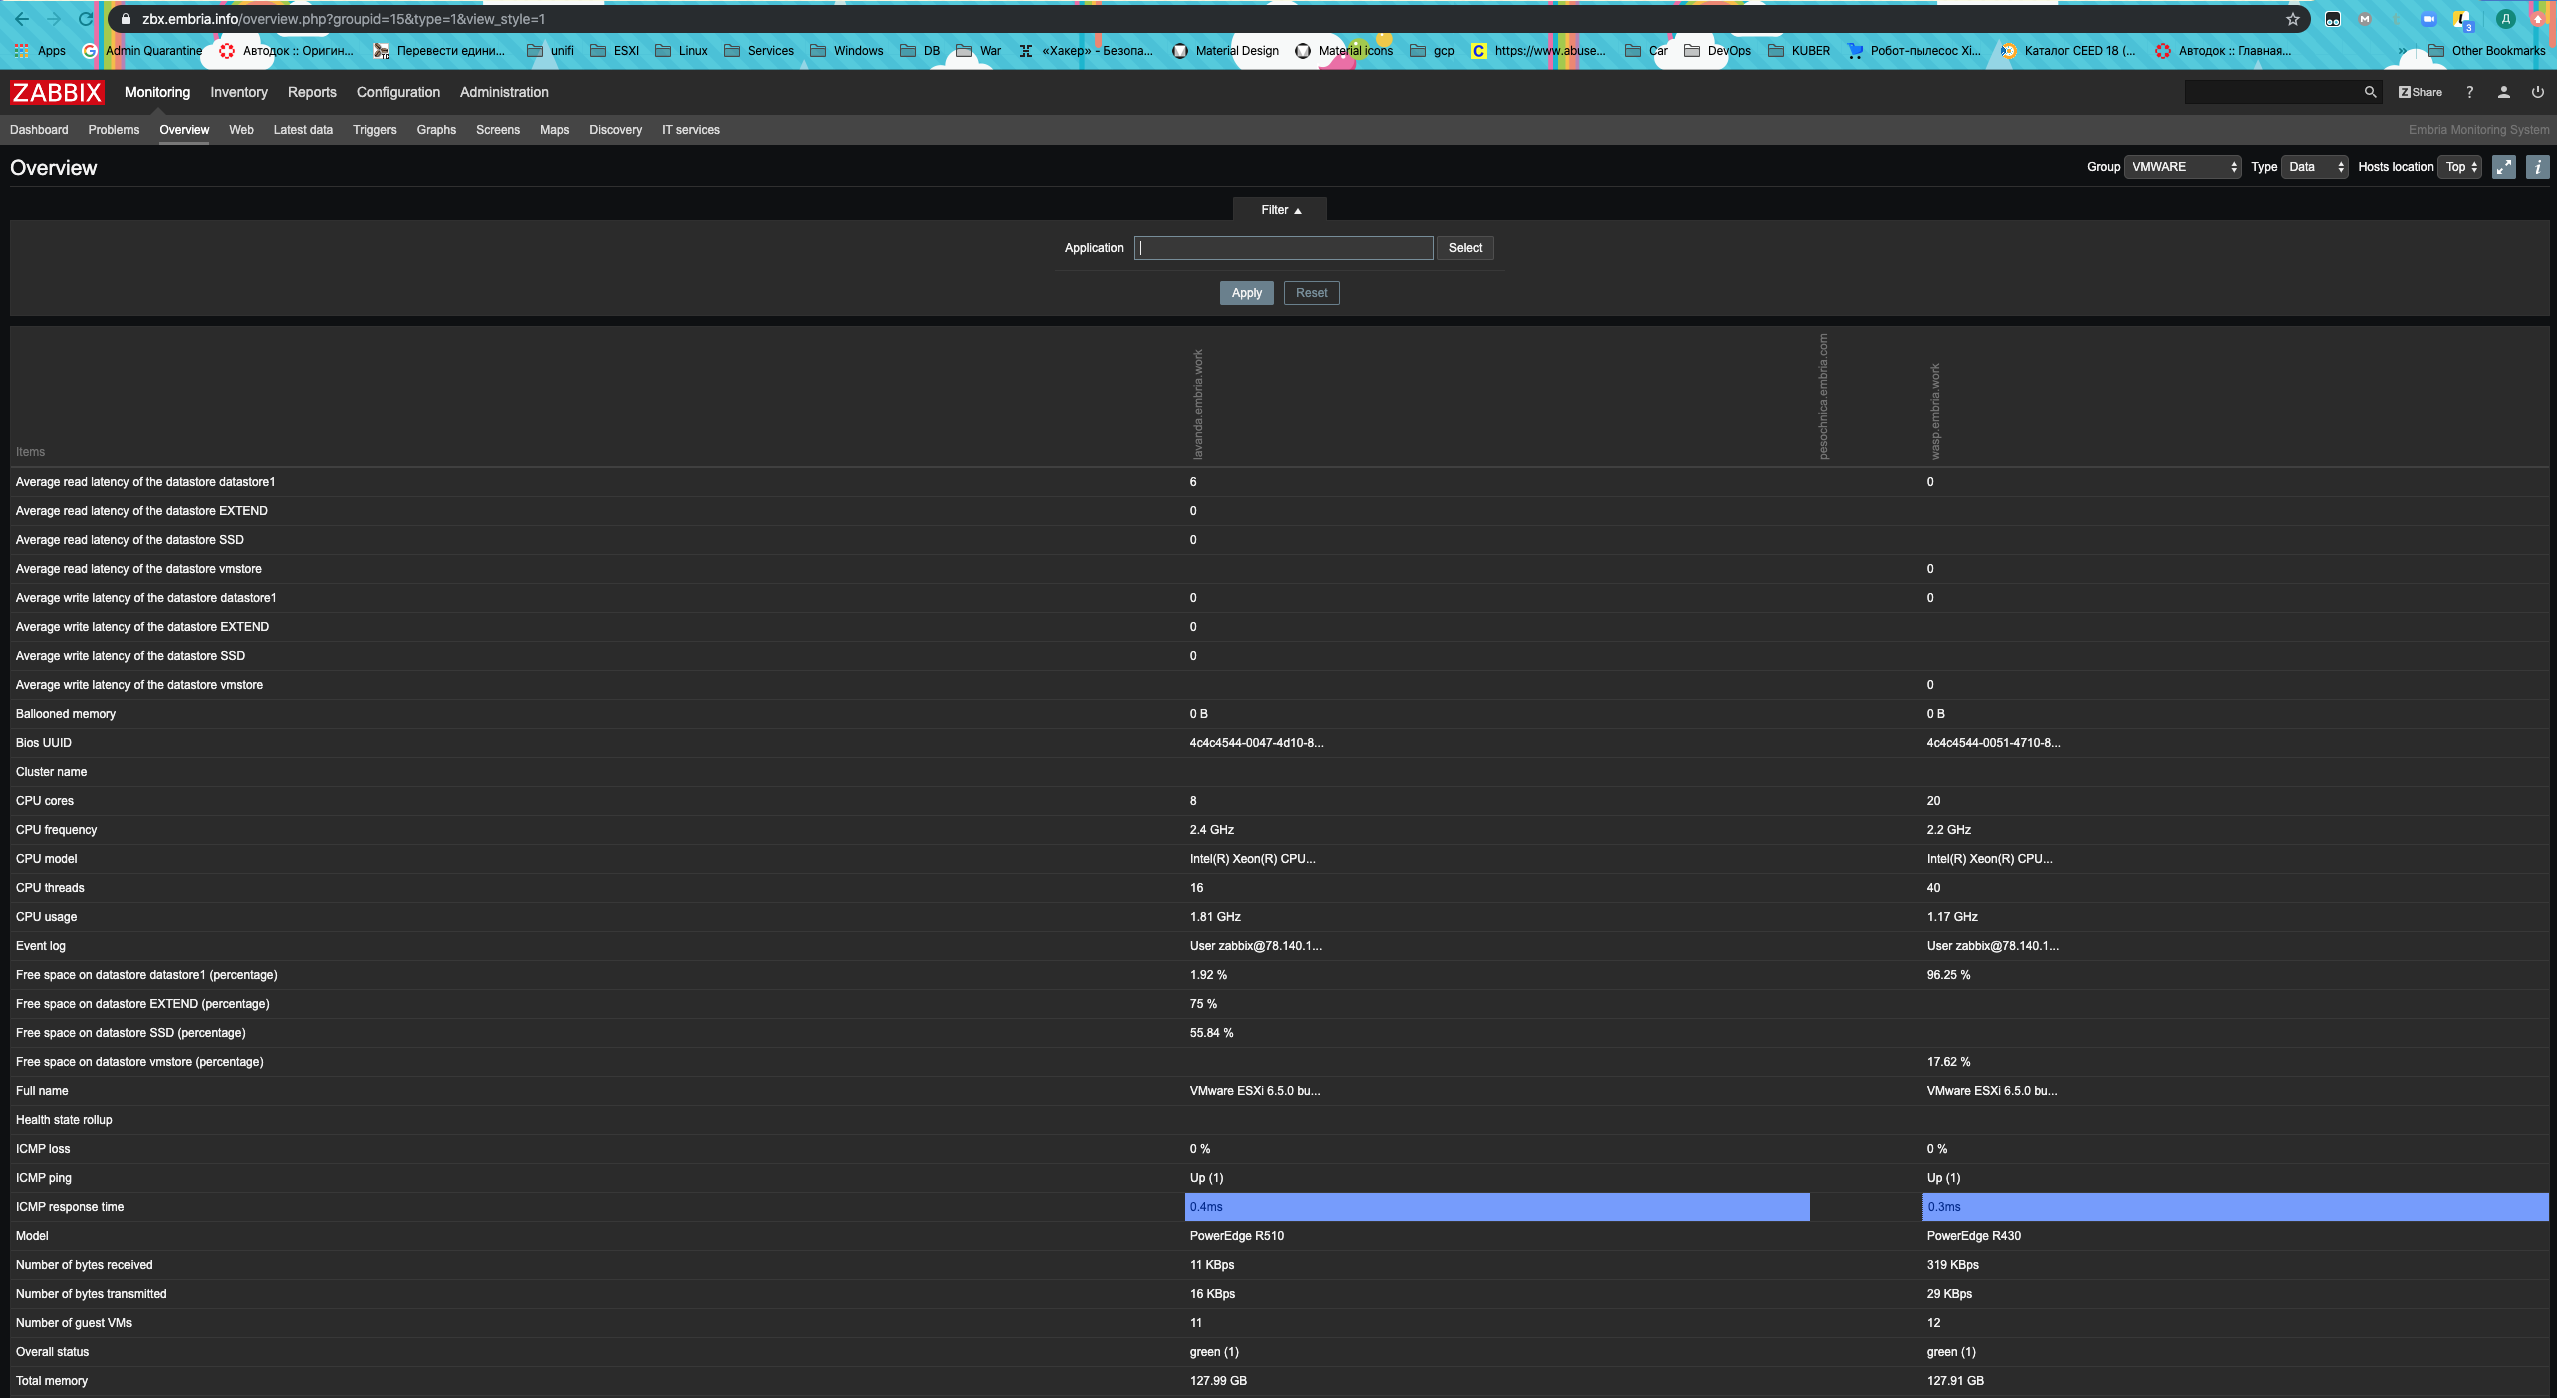 zbx.embria.info/overview.php?groupid=15&type=1&view_style=1
Apps Admin Quarantine Автодок :: Оригин... Перевести едини... unifi ESXI Linux Services Windows DB War «Хакер» - Безопа... Material Design Material icons gcp https://www.abuse... Car DevOps KUBER Робот-пылесос Xi... Каталог CEED 18 (... Автодок :: Главная... » Other Bookmarks
ZABBIX Monitoring Inventory Reports Configuration Administration Z Share ?
Dashboard Problems Overview Web Latest data Triggers Graphs Screens Maps Discovery IT services Embria Monitoring System
Overview Group VMWARE Type Data Hosts location Top i
Filter
Application Select
Apply Reset
Items lavanda.embria.work pesochnica.embria.com wasp.embria.work
Average read latency of the datastore datastore1 6 0
Average read latency of the datastore EXTEND 0
Average read latency of the datastore SSD 0
Average read latency of the datastore vmstore 0
Average write latency of the datastore datastore1 0 0
Average write latency of the datastore EXTEND 0
Average write latency of the datastore SSD 0
Average write latency of the datastore vmstore 0
Ballooned memory 0 B 0 B
Bios UUID 4c4c4544-0047-4d10-8... 4c4c4544-0051-4710-8...
Cluster name
CPU cores 8 20
CPU frequency 2.4 GHz 2.2 GHz
CPU model Intel(R) Xeon(R) CPU... Intel(R) Xeon(R) CPU...
CPU threads 16 40
CPU usage 1.81 GHz 1.17 GHz
Event log User zabbix@78.140.1... User zabbix@78.140.1...
Free space on datastore datastore1 (percentage) 1.92 % 96.25 %
Free space on datastore EXTEND (percentage) 75 %
Free space on datastore SSD (percentage) 55.84 %
Free space on datastore vmstore (percentage) 17.62 %
Full name VMware ESXi 6.5.0 bu... VMware ESXi 6.5.0 bu...
Health state rollup
ICMP loss 0 % 0 %
ICMP ping Up (1) Up (1)
ICMP response time 0.4ms 0.3ms
Model PowerEdge R510 PowerEdge R430
Number of bytes received 11 KBps 319 KBps
Number of bytes transmitted 16 KBps 29 KBps
Number of guest VMs 11 12
Overall status green (1) green (1)
Total memory 127.99 GB 127.91 GB